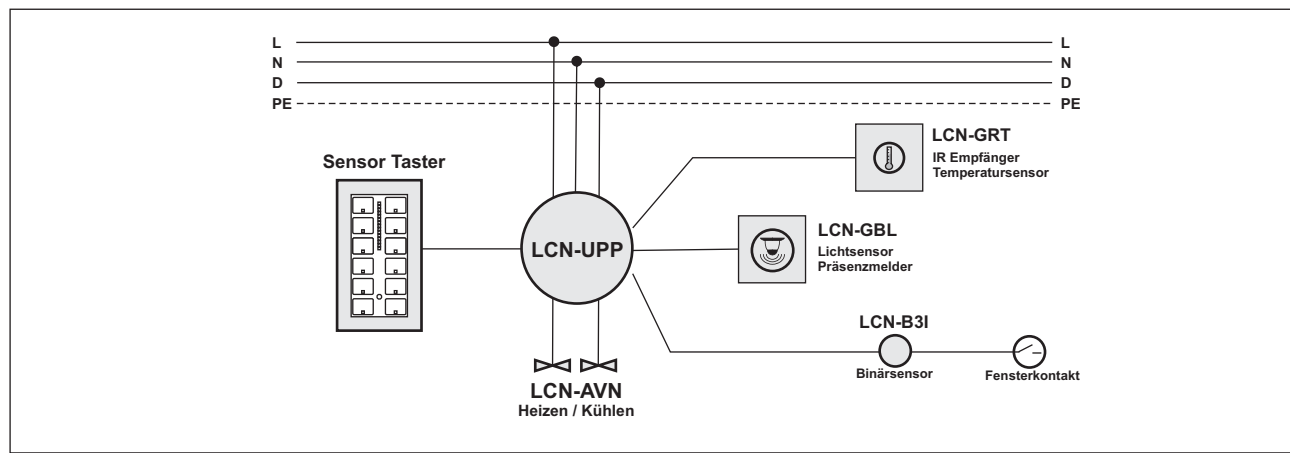 L L
N N
D D
PE PE
LCN-GRT
IR Empfänger
Temperatursensor
Sensor Taster
LCN-UPP
LCN-GBL
Lichtsensor
Präsenzmelder
LCN-B3I
Binärsensor
Fensterkontakt
LCN-AVN
Heizen / Kühlen